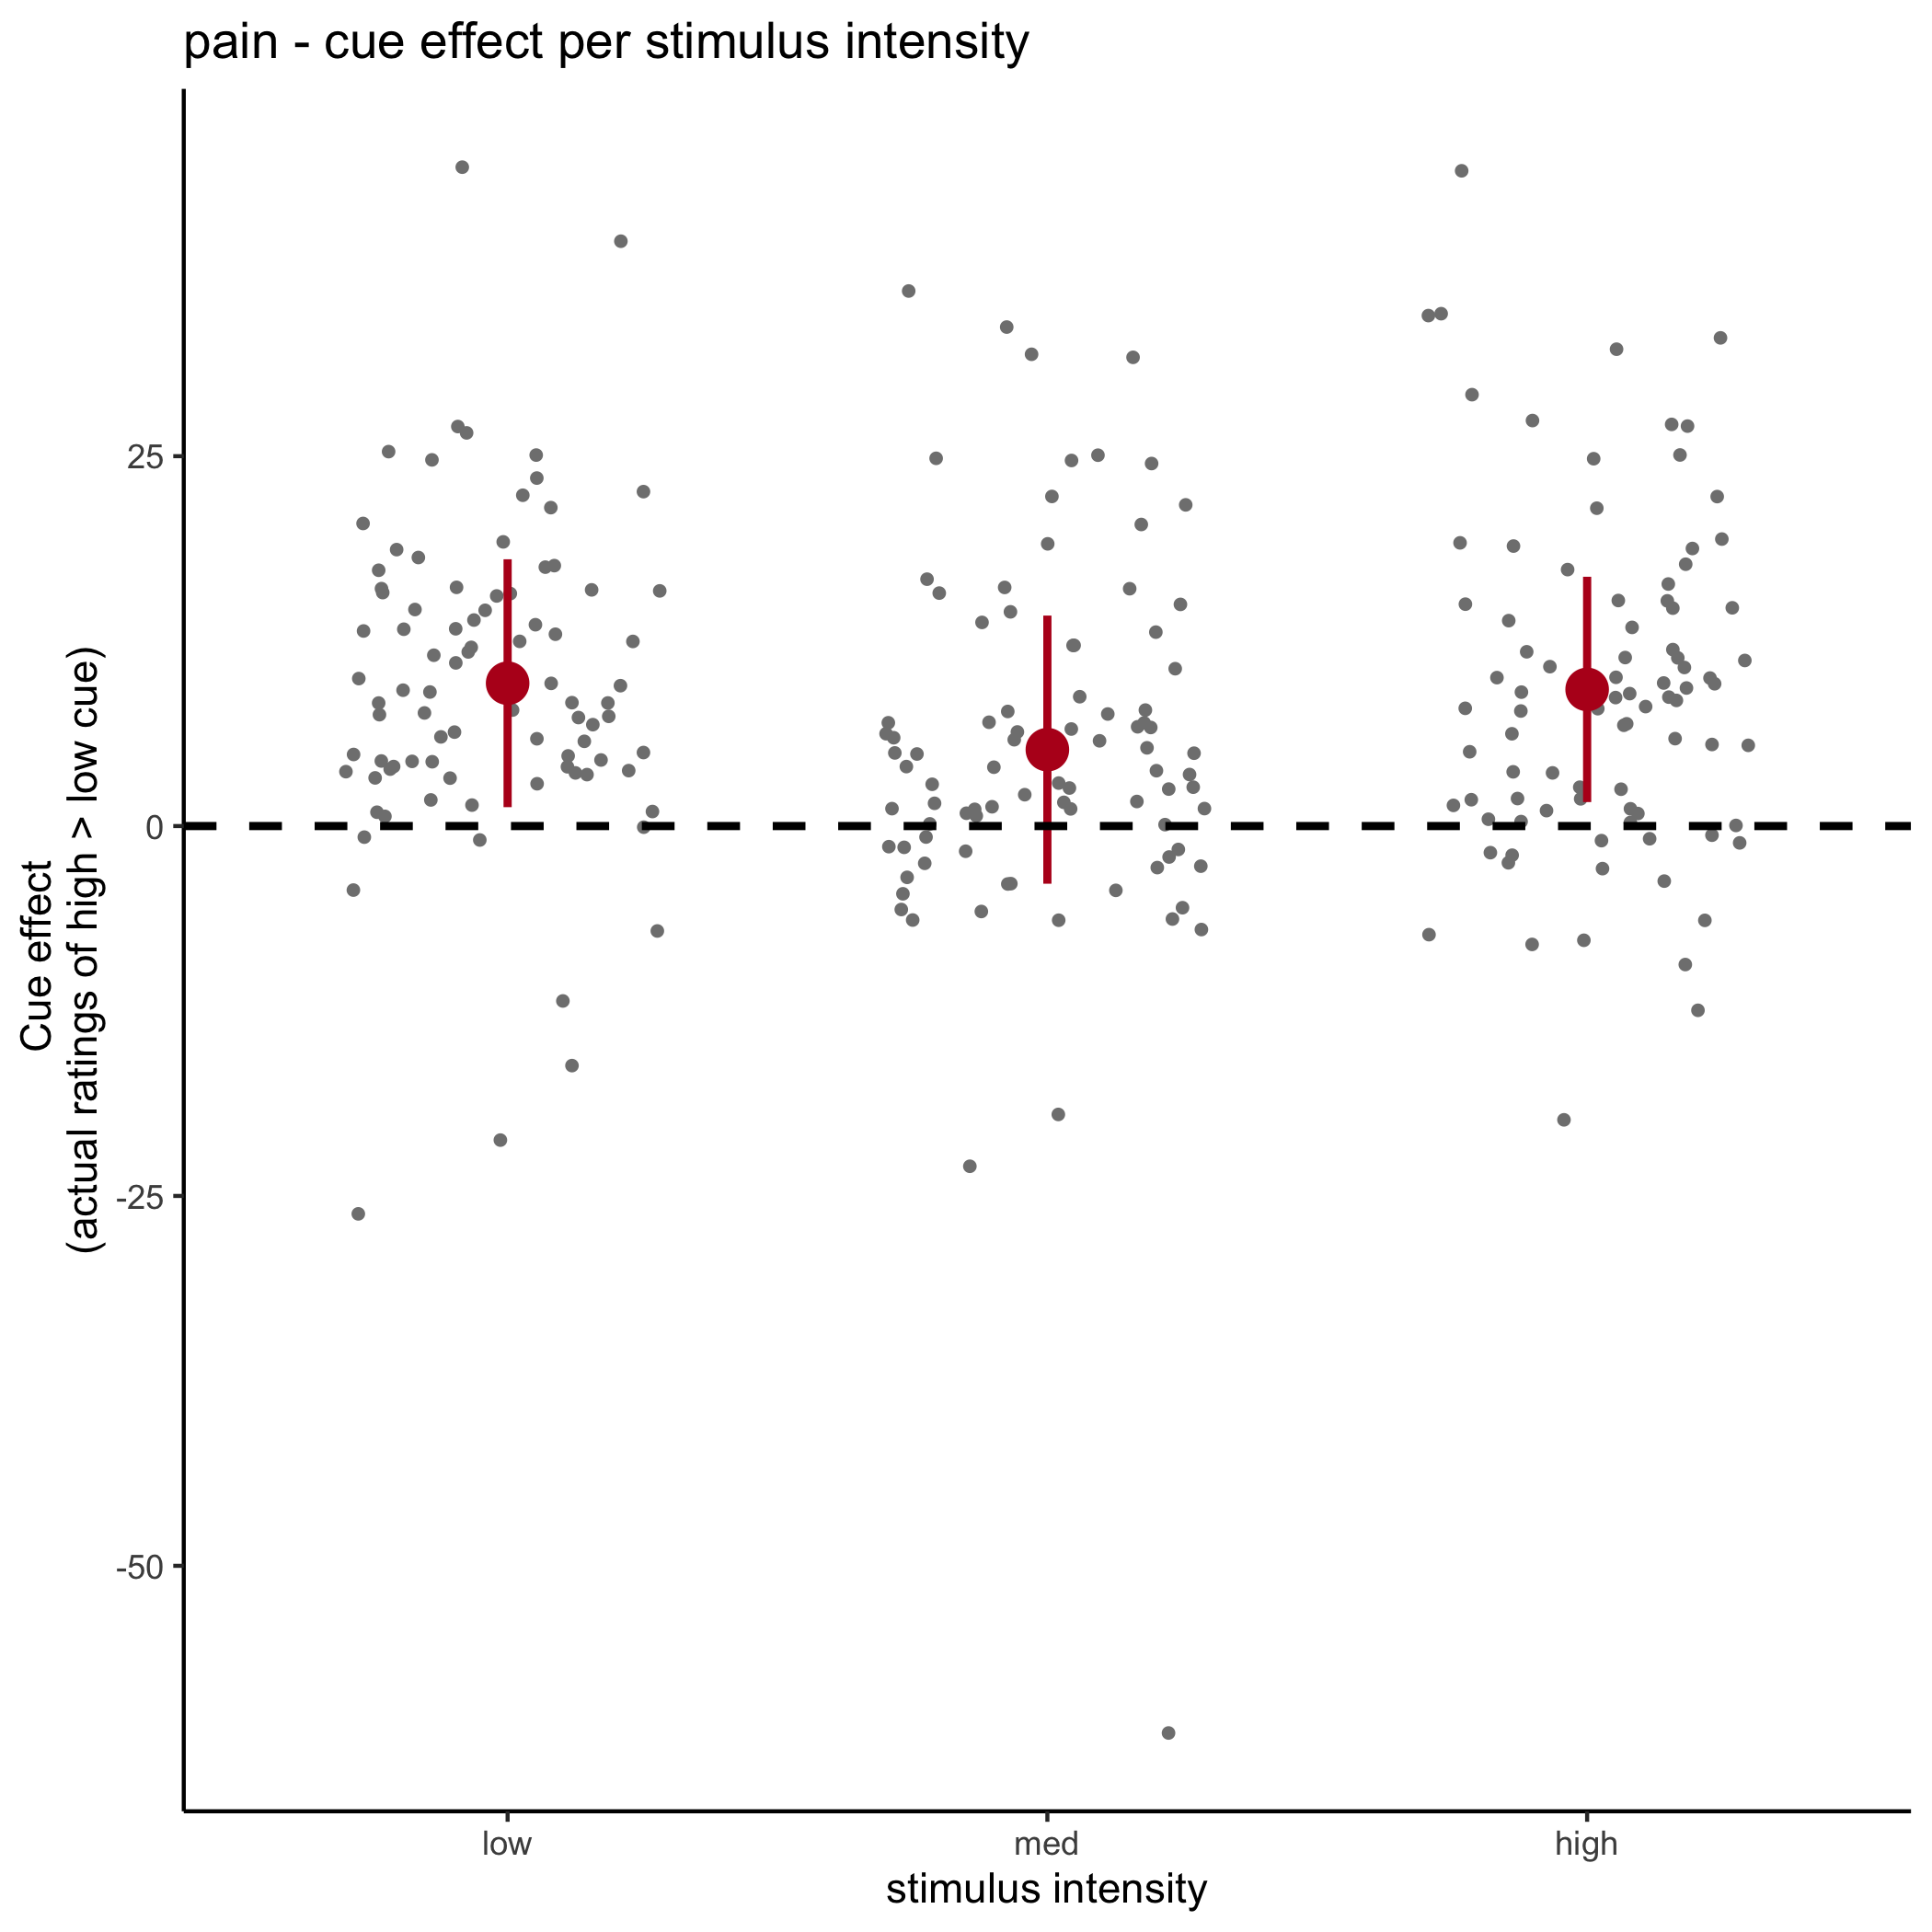 pain - cue effect per stimulus intensity
Cue effect
(actual ratings of high > low cue)
25
0
-25
-50
low
med
high
stimulus intensity